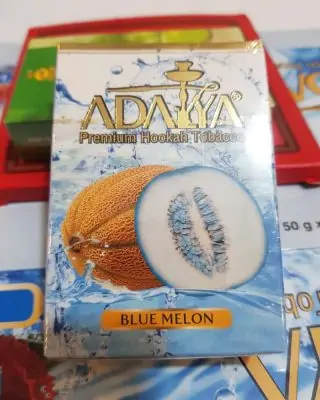 ADALYA®
Premium Hookah Tobacco
50 g x
BLUE MELON